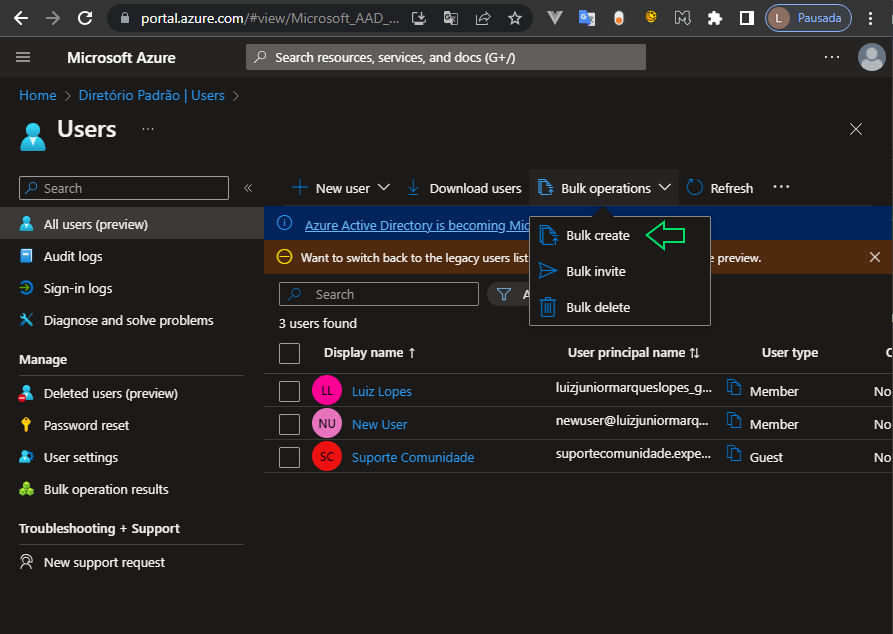 portal.azure.com/#view/Microsoft_AAD_...
L Pausada
Microsoft Azure
Search resources, services, and docs (G+/)
Home > Diretório Padrão | Users >
Users
Search
New user
Download users
Bulk operations
Refresh
All users (preview)
Audit logs
Sign-in logs
Diagnose and solve problems
Manage
Deleted users (preview)
Password reset
User settings
Bulk operation results
Troubleshooting + Support
New support request
Azure Active Directory is becoming Mic
Want to switch back to the legacy users list
e preview.
Bulk create
Bulk invite
Bulk delete
Search
3 users found
Display name ↑ User principal name ↑↓ User type
LL Luiz Lopes luizjuniormarqueslopes_g... Member No
NU New User newuser@luizjuniormarq... Member No
SC Suporte Comunidade suportecomunidade.expe... Guest No